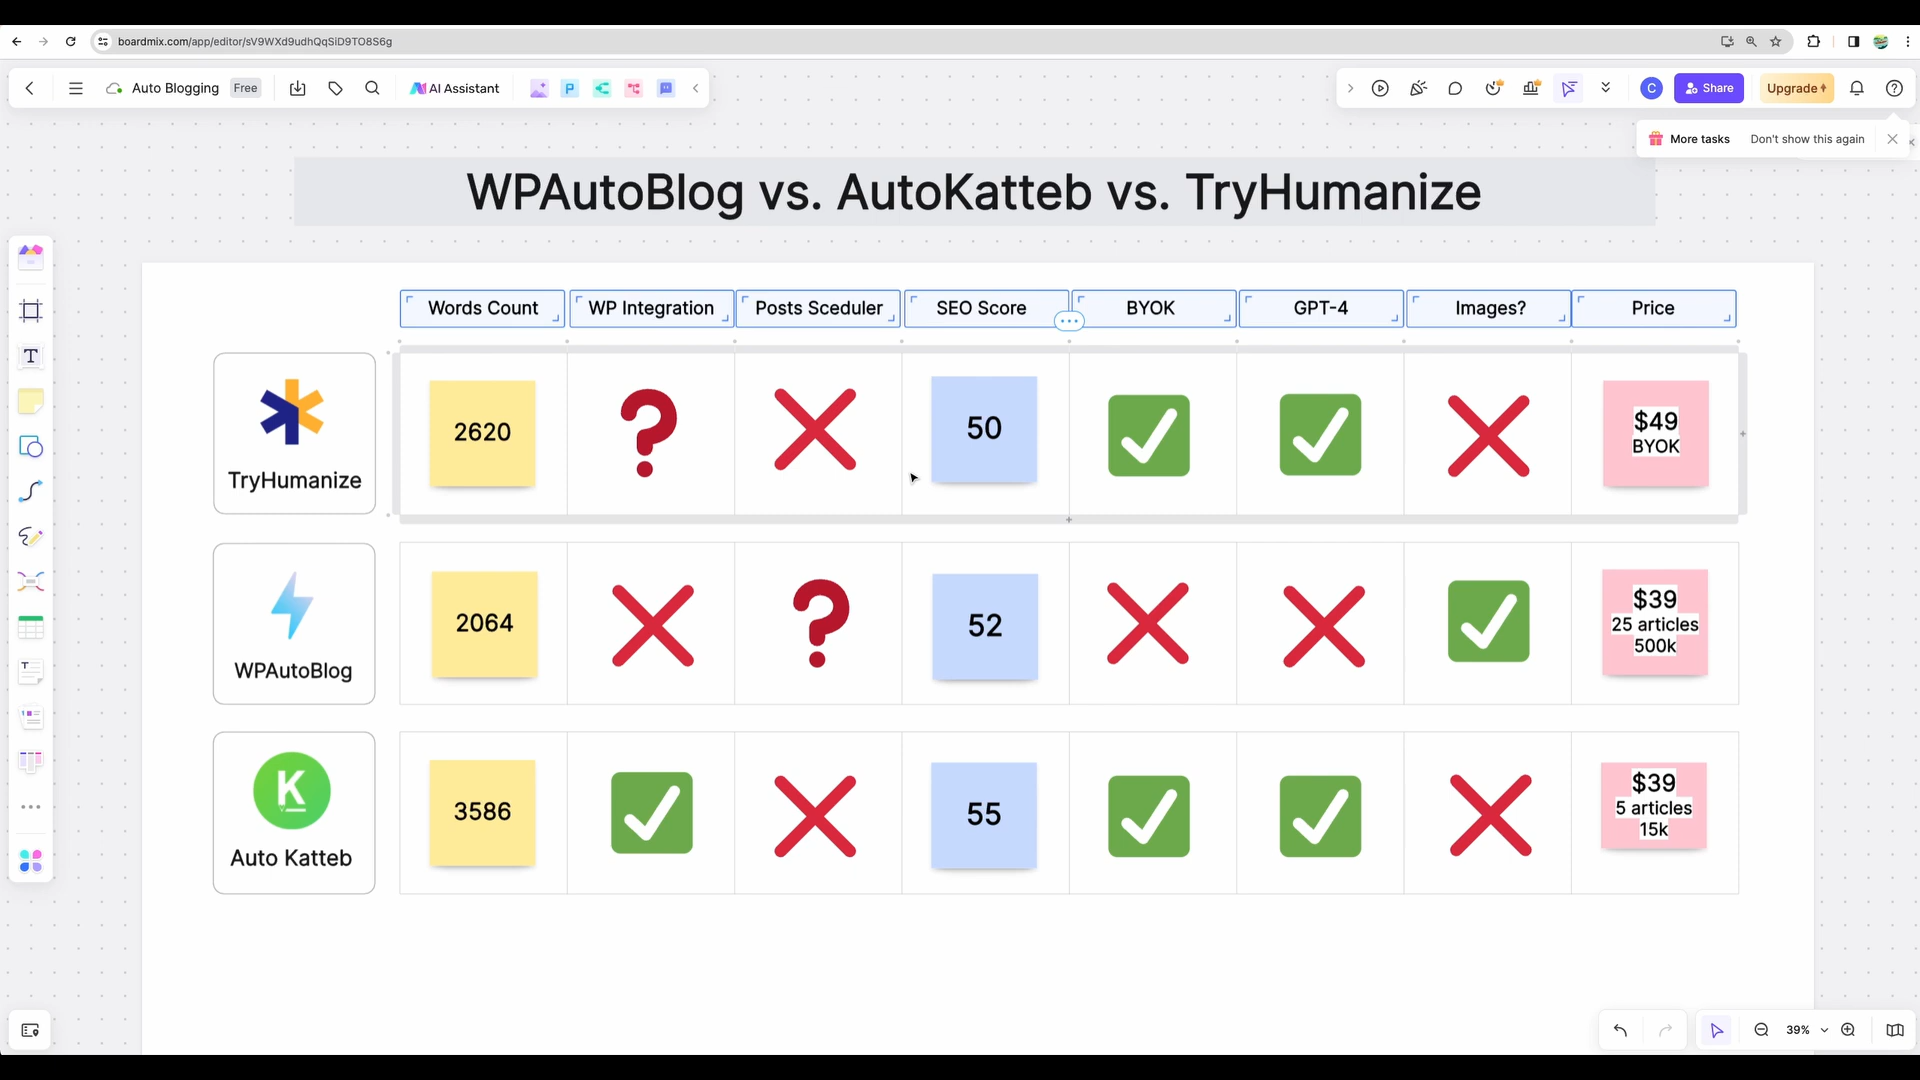 boardmix.com/app/editor/sV9WXd9udhQqSiD9TO8S6g
Auto Blogging
Free
AI Assistant
C
Share
Upgrade
More tasks
Don't show this again
WPAutoBlog vs. AutoKatteb vs. TryHumanize
Words Count
WP Integration
Posts Sceduler
SEO Score
BYOK
GPT-4
Images?
Price
TryHumanize
2620
50
$49
BYOK
WPAutoBlog
2064
52
$39
25 articles
500k
Auto Katteb
3586
55
$39
5 articles
15k
39%